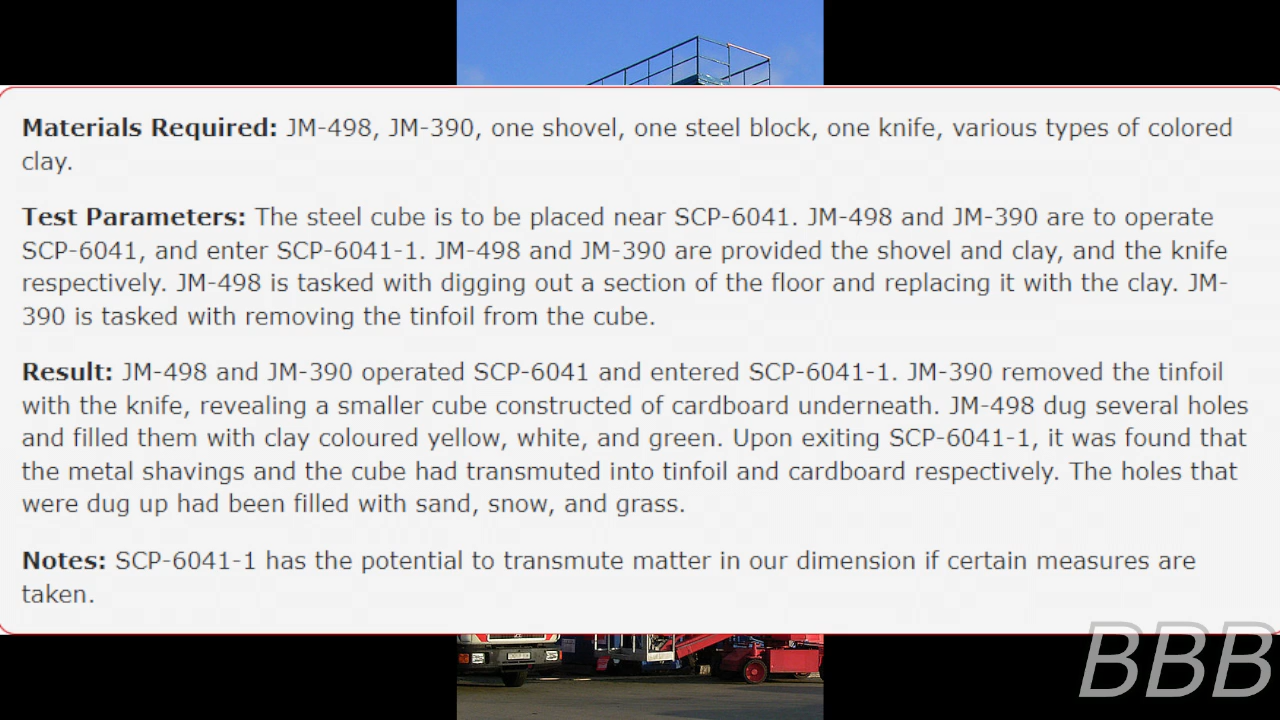 Materials Required: JM-498, JM-390, one shovel, one steel block, one knife, various types of colored
clay.
Test Parameters: The steel cube is to be placed near SCP-6041. JM-498 and JM-390 are to operate
SCP-6041, and enter SCP-6041-1. JM-498 and JM-390 are provided the shovel and clay, and the knife
respectively. JM-498 is tasked with digging out a section of the floor and replacing it with the clay. JM-
390 is tasked with removing the tinfoil from the cube.
Result: JM-498 and JM-390 operated SCP-6041 and entered SCP-6041-1. JM-390 removed the tinfoil
with the knife, revealing a smaller cube constructed of cardboard underneath. JM-498 dug several holes
and filled them with clay coloured yellow, white, and green. Upon exiting SCP-6041-1, it was found that
the metal shavings and the cube had transmuted into tinfoil and cardboard respectively. The holes that
were dug up had been filled with sand, snow, and grass.
Notes: SCP-6041-1 has the potential to transmute matter in our dimension if certain measures are
taken.
BBB